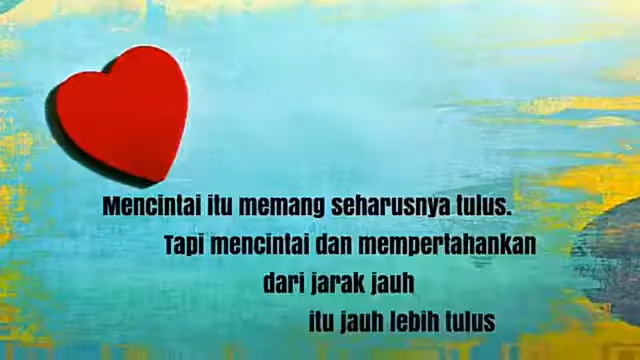 Mencintai itu memang seharusnya tulus.
Tapi mencintai dan mempertahankan
dari jarak jauh
itu jauh lebih tulus